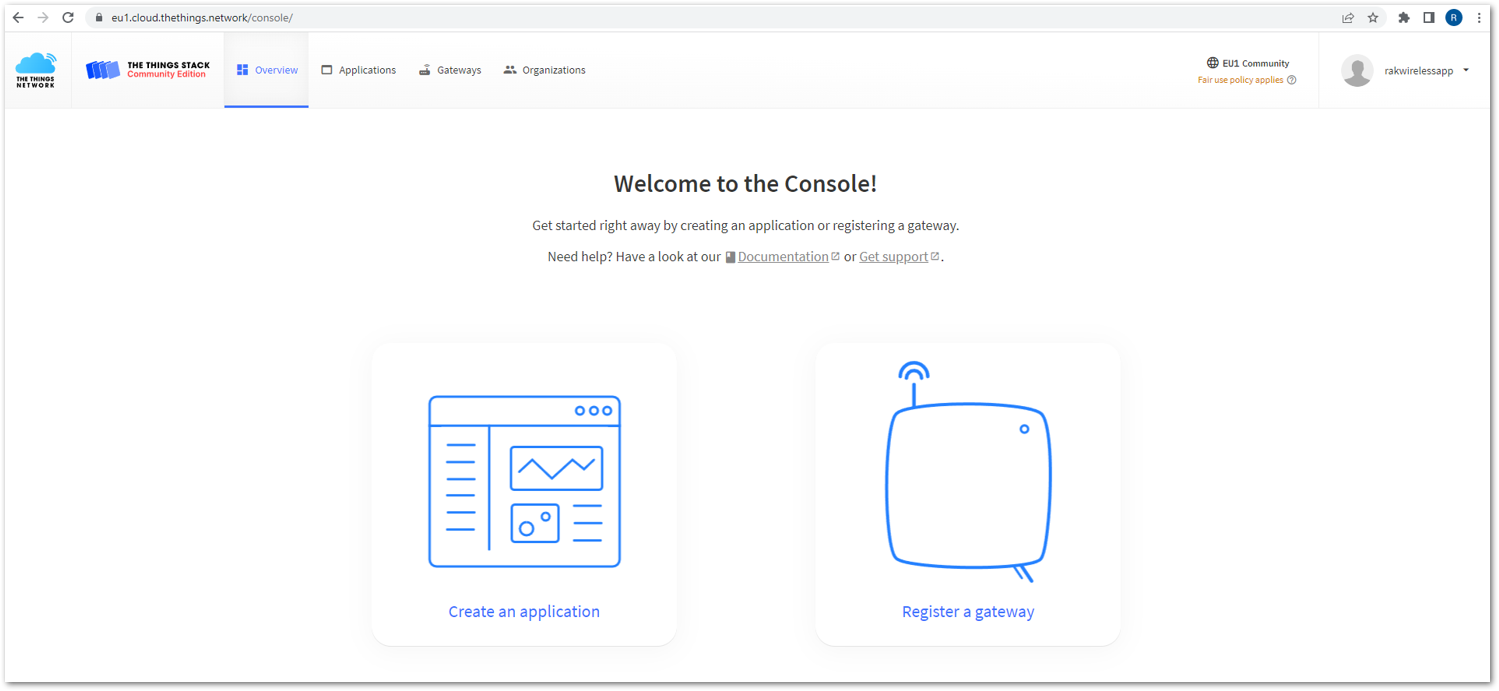 eu1.cloud.thethings.network/console/
R
THE THINGS NETWORK
THE THINGS STACK
Community Edition
Overview
Applications
Gateways
Organizations
EU1 Community
Fair use policy applies
rakwirelessapp
Welcome to the Console!
Get started right away by creating an application or registering a gateway.
Need help? Have a look at our Documentation or Get support.
Create an application
Register a gateway